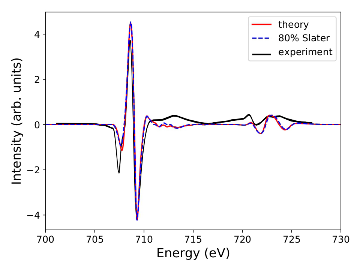 theory
80% Slater
experiment
Intensity (arb. units)
4
2
0
−2
−4
700
705
710
715
720
725
730
Energy (eV)